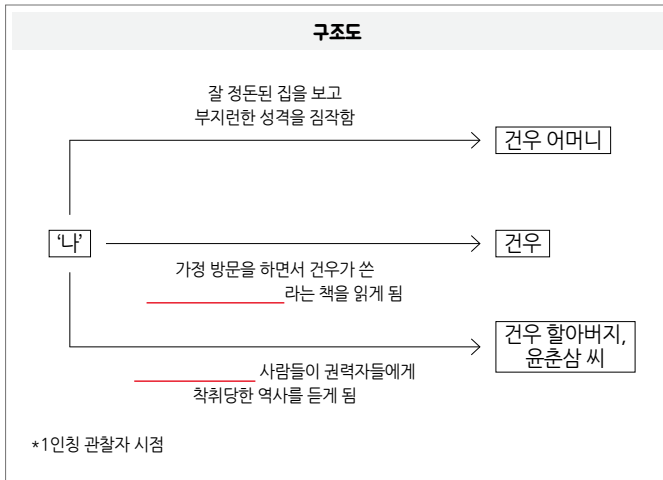 구조도
잘 정돈된 집을 보고
부지런한 성격을 짐작함
건우 어머니
‘나’
건우
가정 방문을 하면서 건우가 쓴
라는 책을 읽게 됨
건우 할아버지,
윤춘삼 씨
사람들이 권력자들에게
착취당한 역사를 듣게 됨
*1인칭 관찰자 시점